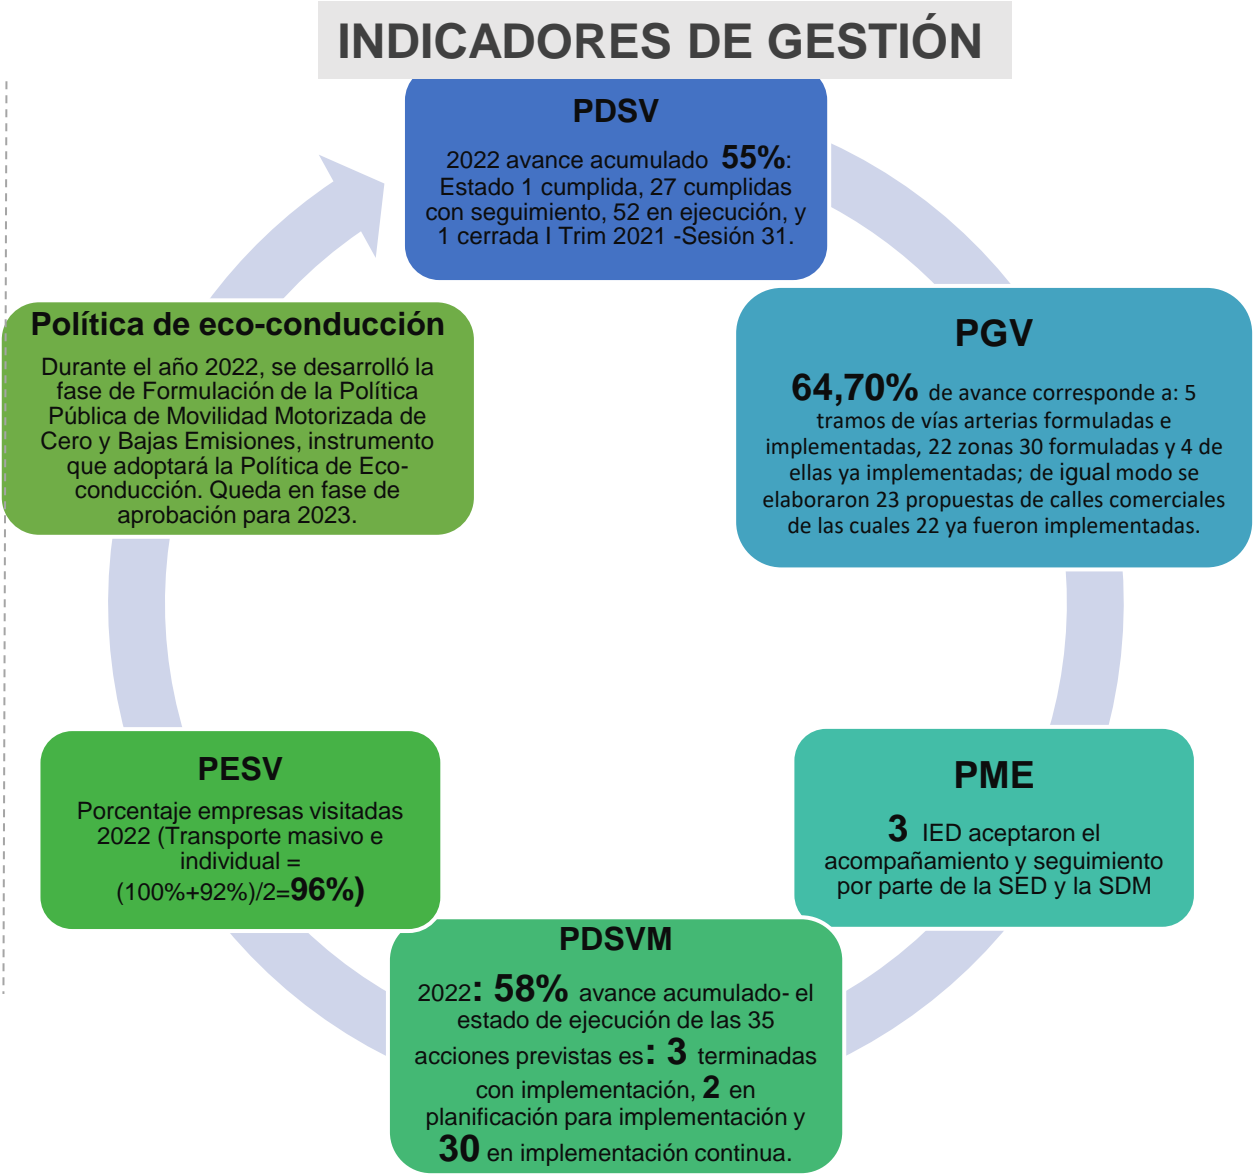 INDICADORES DE GESTIÓN
PDSV
2022 avance acumulado 55%:
Estado 1 cumplida, 27 cumplidas
con seguimiento, 52 en ejecución, y
1 cerrada I Trim 2021 -Sesión 31.
PGV
64,70% de avance corresponde a: 5
tramos de vías arterias formuladas e
implementadas, 22 zonas 30 formuladas y 4 de
ellas ya implementadas; de igual modo se
elaboraron 23 propuestas de calles comerciales
de las cuales 22 ya fueron implementadas.
PME
3 IED aceptaron el
acompañamiento y seguimiento
por parte de la SED y la SDM
PDSVM
2022: 58% avance acumulado- el
estado de ejecución de las 35
acciones previstas es: 3 terminadas
con implementación, 2 en
planificación para implementación y
30 en implementación continua.
PESV
Porcentaje empresas visitadas
2022 (Transporte masivo e
individual =
(100%+92%)/2=96%)
Política de eco-conducción
Durante el año 2022, se desarrolló la
fase de Formulación de la Política
Pública de Movilidad Motorizada de
Cero y Bajas Emisiones, instrumento
que adoptará la Política de Eco-
conducción. Queda en fase de
aprobación para 2023.